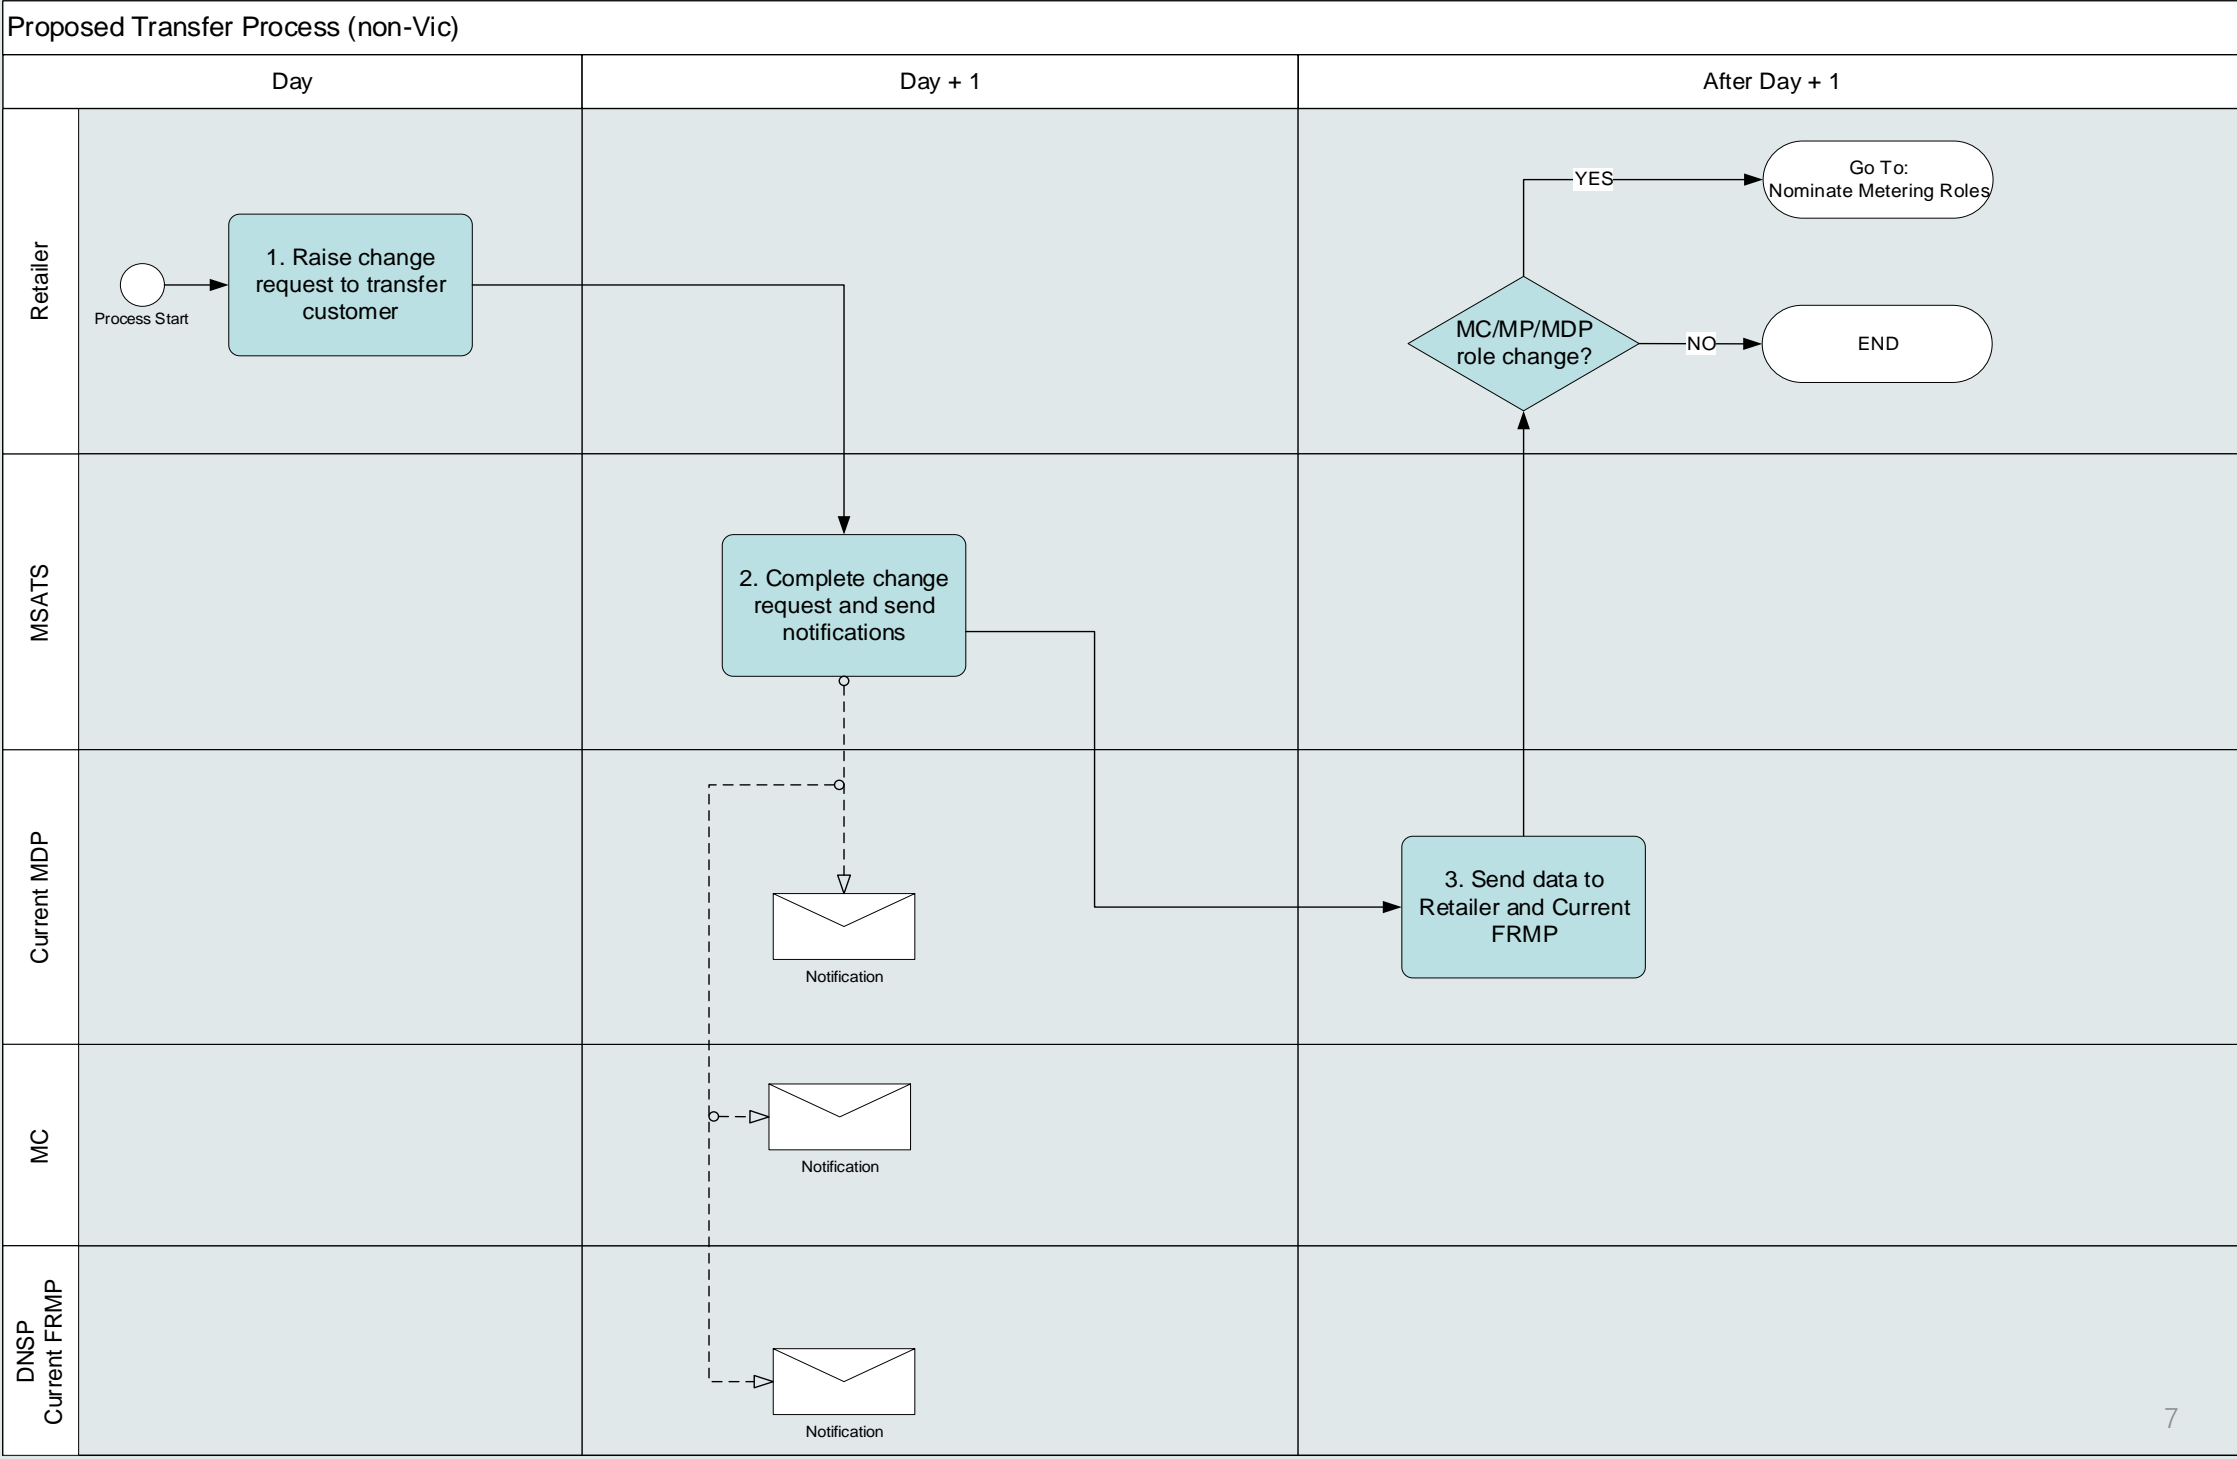 Proposed Transfer Process (non-Vic)
Day
Day + 1
After Day + 1
Retailer
Process Start
1. Raise change
request to transfer
customer
YES
Go To:
Nominate Metering Roles
MC/MP/MDP
role change?
NO
END
MSATS
2. Complete change
request and send
notifications
Current MDP
Notification
3. Send data to
Retailer and Current
FRMP
MC
Notification
DNSP
Current FRMP
Notification
7